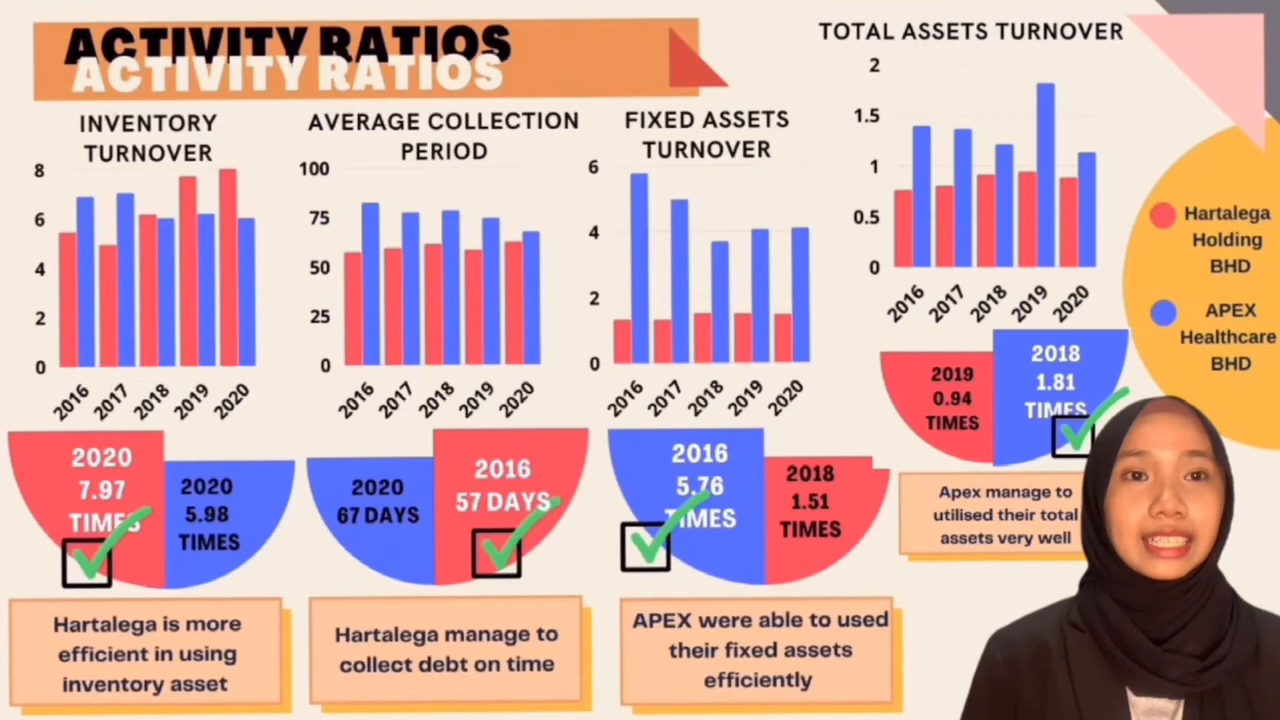 ACTIVITY RATIOS
ACTIVITY RATIOS
INVENTORY
TURNOVER
8
6
4
2
0
2016
2017
2018
2019
2020
2020
7.97
TIMES
2020
5.98
TIMES
Hartalega is more
efficient in using
inventory asset
AVERAGE COLLECTION
PERIOD
100
75
50
25
0
2016
2017
2018
2019
2020
2020
67 DAYS
2016
57 DAYS
Hartalega manage to
collect debt on time
FIXED ASSETS
TURNOVER
6
4
2
0
2016
2017
2018
2019
2020
2016
5.76
TIMES
2018
1.51
TIMES
APEX were able to used
their fixed assets
efficiently
TOTAL ASSETS TURNOVER
2
1.5
1
0.5
0
2016
2017
2018
2019
2020
2019
0.94
TIMES
2018
1.81
TIMES
Apex manage to
utilised their total
assets very well
Hartalega
Holding
BHD
APEX
Healthcare
BHD